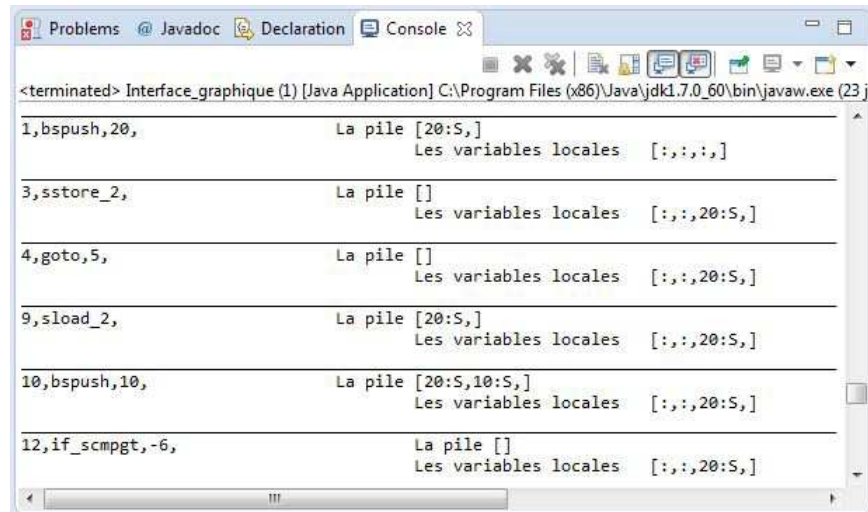 Problems @ Javadoc Declaration Console
<terminated> Interface_graphique (1) [Java Application] C:\Program Files (x86)\Java\jdk1.7.0_60\bin\javaw.exe (23 j
1,bspush,20, La pile [20:S,]
Les variables locales [:,:,:,]
3,sstore_2, La pile []
Les variables locales [:,:,20:S,]
4,goto,5, La pile []
Les variables locales [:,:,20:S,]
9,sload_2, La pile [20:S,]
Les variables locales [:,:,20:S,]
10,bspush,10, La pile [20:S,10:S,]
Les variables locales [:,:,20:S,]
12,if_scmpgt,-6, La pile []
Les variables locales [:,:,20:S,]